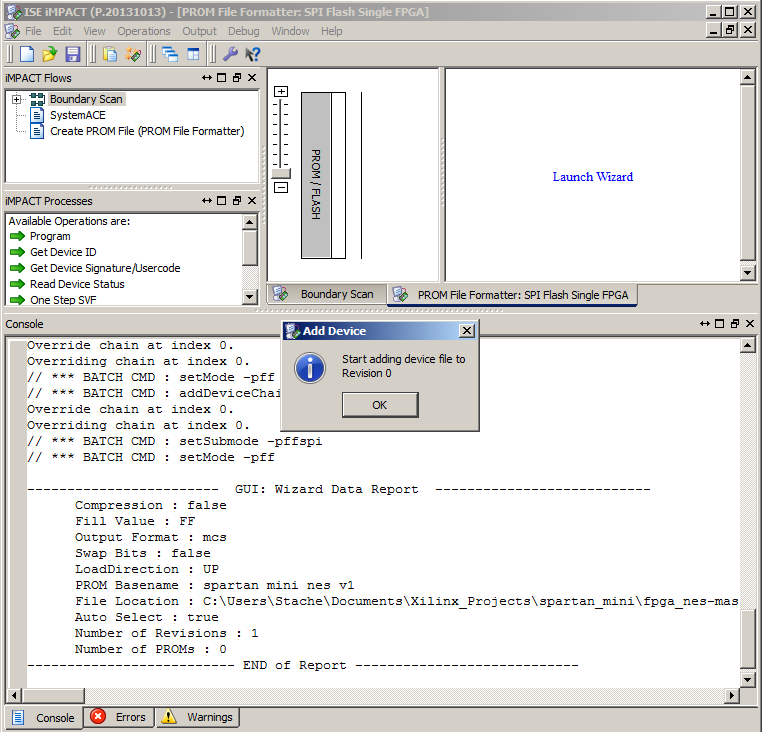 ISE iMPACT (P.20131013) - [PROM File Formatter: SPI Flash Single FPGA]
File Edit View Operations Output Debug Window Help
iMPACT Flows
Boundary Scan
SystemACE
Create PROM File (PROM File Formatter)
iMPACT Processes
Available Operations are:
Program
Get Device ID
Get Device Signature/Usercode
Read Device Status
One Step SVF
PROM / FLASH
Launch Wizard
Boundary Scan
PROM File Formatter: SPI Flash Single FPGA
Console
Override chain at index 0.
Overriding chain at index 0.
// *** BATCH CMD : setMode -pff
// *** BATCH CMD : addDeviceChai
Override chain at index 0.
Overriding chain at index 0.
// *** BATCH CMD : setSubmode -pffspi
// *** BATCH CMD : setMode -pff
------------------------ GUI: Wizard Data Report ---------------------------
Compression : false
Fill Value : FF
Output Format : mcs
Swap Bits : false
LoadDirection : UP
PROM Basename : spartan_mini_nes_v1
File Location : C:\Users\Stache\Documents\Xilinx_Projects\spartan_mini\fpga_nes-mas
Auto Select : true
Number of Revisions : 1
Number of PROMs : 0
-------------------------- END of Report ----------------------------
Add Device
Start adding device file to
Revision 0
OK
Console
Errors
Warnings